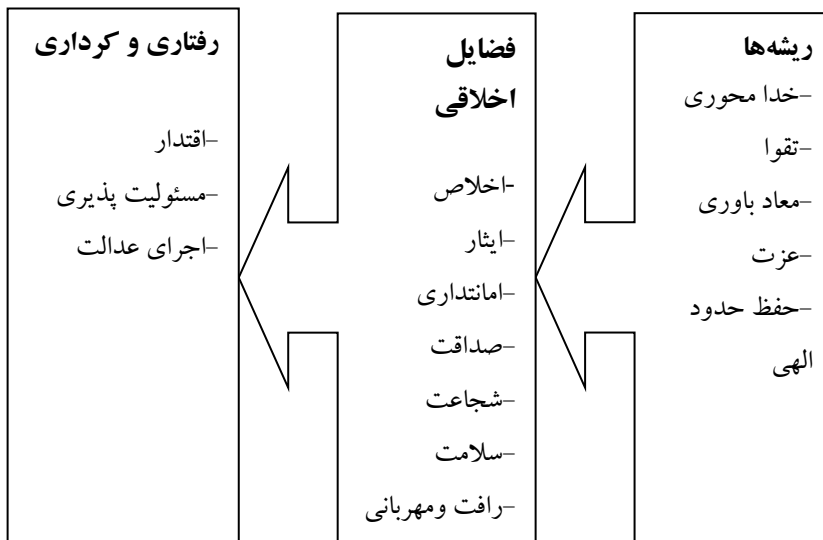 ریشه‌ها
-خدا محوری
-تقوا
-معاد باوری
-عزت
-حفظ حدود
الهی
فضایل
اخلاقی
-اخلاص
-ایثار
-امانتداری
-صداقت
-شجاعت
-سلامت
-رافت ومهربانی
رفتاری و کرداری
-اقتدار
-مسئولیت پذیری
-اجرای عدالت